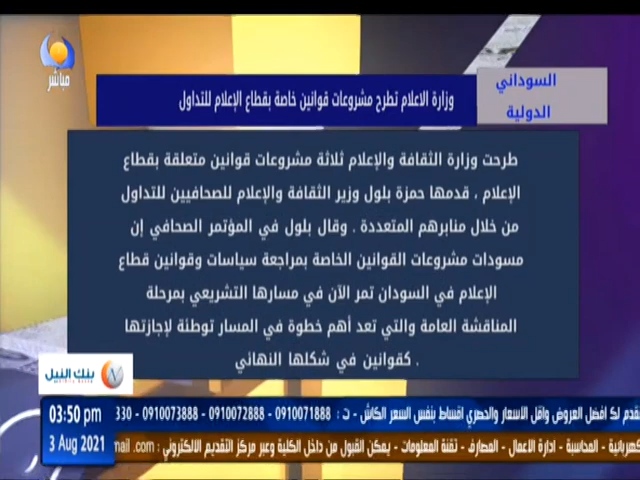 مباشر
السوداني
الدولية
وزارة الاعلام تطرح مشروعات قوانين خاصة بقطاع الإعلام للتداول
طرحت وزارة الثقافة والإعلام ثلاثة مشروعات قوانين متعلقة بقطاع
الإعلام ، قدمها حمزة بلول وزير الثقافة والإعلام للصحافيين للتداول
من خلال منابرهم المتعددة . وقال بلول في المؤتمر الصحافي إن
مسودات مشروعات القوانين الخاصة بمراجعة سياسات وقوانين قطاع
الإعلام في السودان تمر الآن في مسارها التشريعي بمرحلة
المناقشة العامة والتي تعد أهم خطوة في المسار توطئة لإجازتها
كقوانين في شكلها النهائي .
بنك النيل
03:50 pm
نقدم لك افضل العروض واقل الاسعار والحصري اقساط بنفس السعر الكاش - ت : 0910071888 - 0910072888 - 0910073888 - 330
3 Aug 2021
كهربائية - المحاسبية - ادارة الاعمال - المصارف - تقنة المعلومات - يمكن القبول من داخل الكلية وعبر مركز التقديم الالكتروني : mail .com